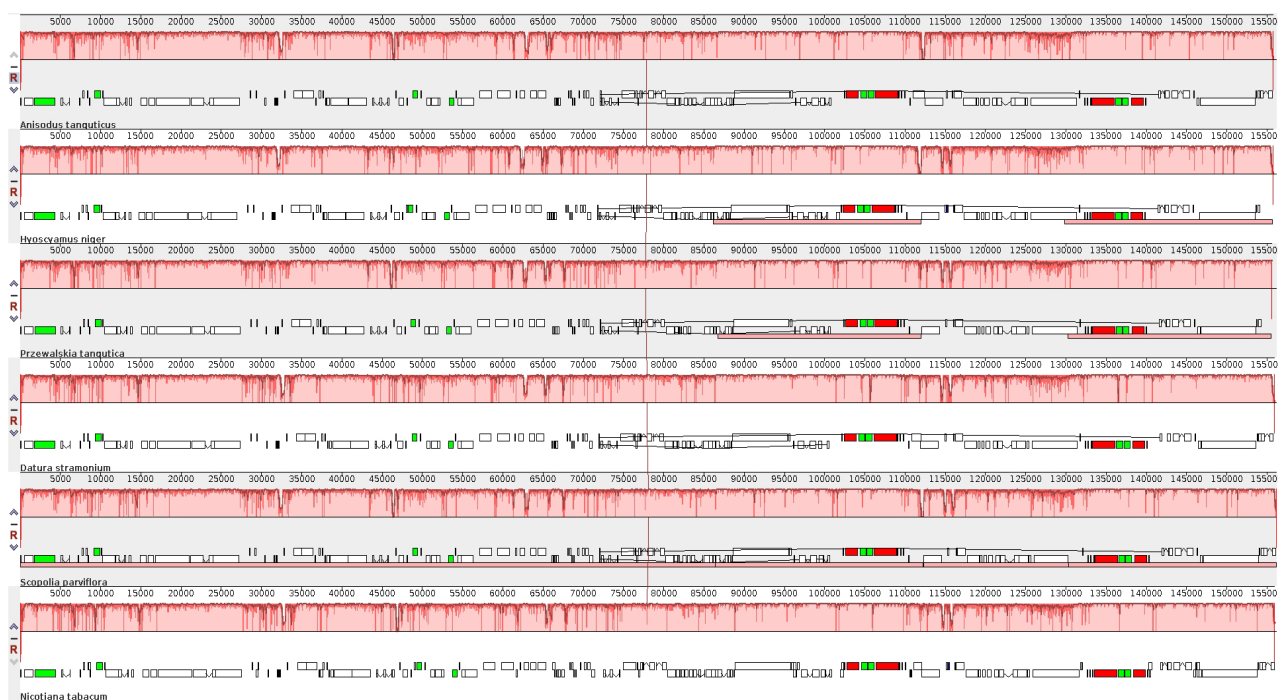 5000 10000 15000 20000 25000 30000 35000 40000 45000 50000 55000 60000 65000 70000 75000 80000 85000 90000 95000 100000 105000 110000 115000 120000 125000 130000 135000 140000 145000 150000 15500
R
Anisodus tanguticus
5000 10000 15000 20000 25000 30000 35000 40000 45000 50000 55000 60000 65000 70000 75000 80000 85000 90000 95000 100000 105000 110000 115000 120000 125000 130000 135000 140000 145000 150000 15500
R
Hyoscyamus niger
5000 10000 15000 20000 25000 30000 35000 40000 45000 50000 55000 60000 65000 70000 75000 80000 85000 90000 95000 100000 105000 110000 115000 120000 125000 130000 135000 140000 145000 150000 15500
R
Przewalskia tangutica
5000 10000 15000 20000 25000 30000 35000 40000 45000 50000 55000 60000 65000 70000 75000 80000 85000 90000 95000 100000 105000 110000 115000 120000 125000 130000 135000 140000 145000 150000 15500
R
Datura stramonium
5000 10000 15000 20000 25000 30000 35000 40000 45000 50000 55000 60000 65000 70000 75000 80000 85000 90000 95000 100000 105000 110000 115000 120000 125000 130000 135000 140000 145000 150000 15500
R
Scopolia parviflora
5000 10000 15000 20000 25000 30000 35000 40000 45000 50000 55000 60000 65000 70000 75000 80000 85000 90000 95000 100000 105000 110000 115000 120000 125000 130000 135000 140000 145000 150000 15500
R
Nicotiana tabacum